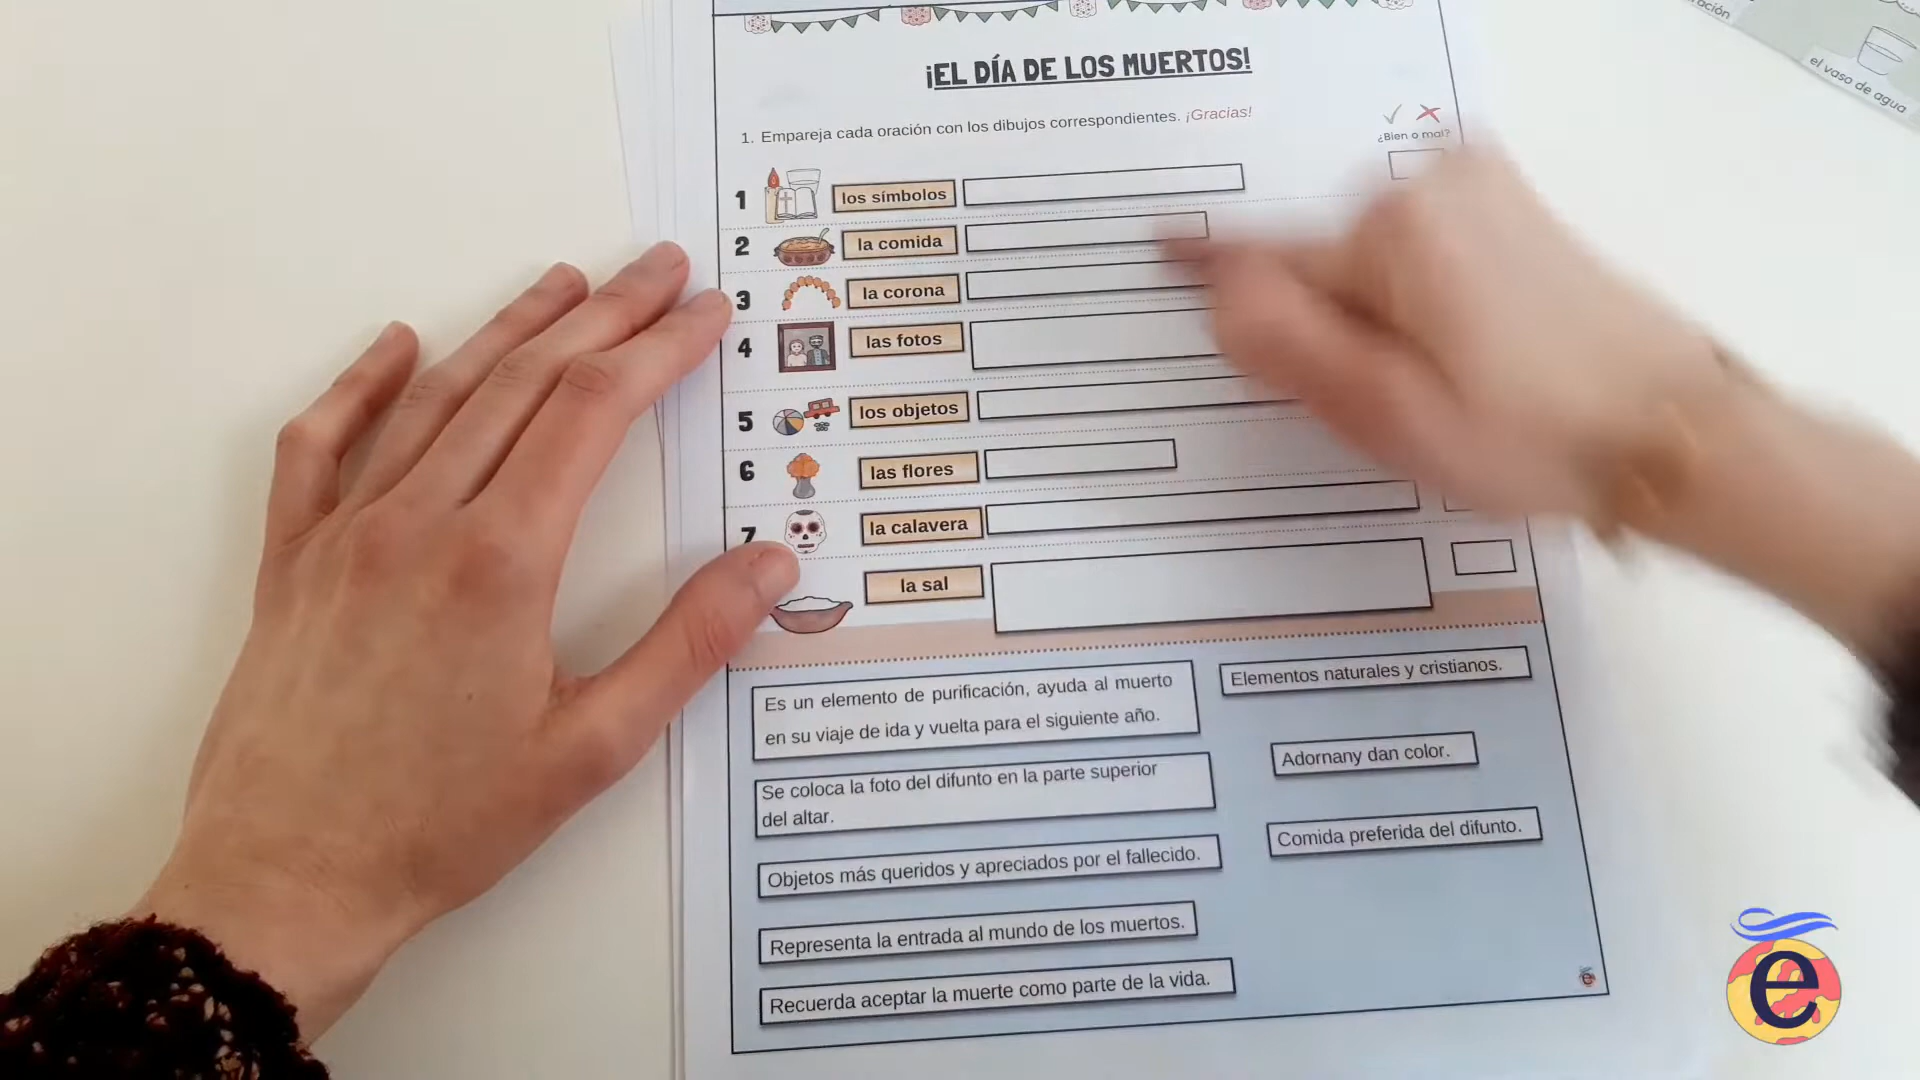 ación
el vaso de agua
¡EL DÍA DE LOS MUERTOS!
1. Empareja cada oración con los dibujos correspondientes. ¡Gracias!
¿Bien o mal?
1 los símbolos
2 la comida
3 la corona
4 las fotos
5 los objetos
6 las flores
7 la calavera
la sal
Es un elemento de purificación, ayuda al muerto
en su viaje de ida y vuelta para el siguiente año.
Elementos naturales y cristianos.
Se coloca la foto del difunto en la parte superior
del altar.
Adornany dan color.
Objetos más queridos y apreciados por el fallecido.
Comida preferida del difunto.
Representa la entrada al mundo de los muertos.
Recuerda aceptar la muerte como parte de la vida.
e
e